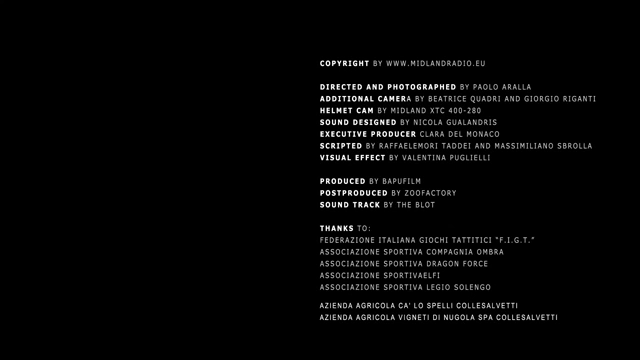 COPYRIGHT BY WWW.MIDLANDRADIO.EU
DIRECTED AND PHOTOGRAPHED BY PAOLO ARALLA
ADDITIONAL CAMERA BY BEATRICE QUADRI AND GIORGIO RIGANTI
HELMET CAM BY MIDLAND XTC 400-280
SOUND DESIGNED BY NICOLA GUALANDRIS
EXECUTIVE PRODUCER CLARA DEL MONACO
SCRIPTED BY RAFFAELEMORI TADDEI AND MASSIMILIANO SBROLLA
VISUAL EFFECT BY VALENTINA PUGLIELLI
PRODUCED BY BAPUFILM
POSTPRODUCED BY ZOOFACTORY
SOUND TRACK BY THE BLOT
THANKS TO:
FEDERAZIONE ITALIANA GIOCHI TATTITICI "F.I.G.T."
ASSOCIAZIONE SPORTIVA COMPAGNIA OMBRA
ASSOCIAZIONE SPORTIVA DRAGON FORCE
ASSOCIAZIONE SPORTIVAELFI
ASSOCIAZIONE SPORTIVA LEGIO SOLENGO
AZIENDA AGRICOLA CA' LO SPELLI COLLESALVETTI
AZIENDA AGRICOLA VIGNETI DI NUGOLA SPA COLLESALVETTI